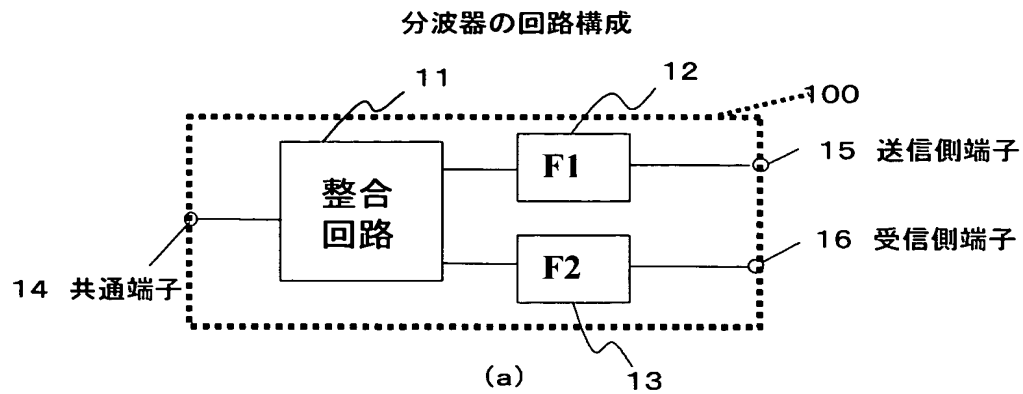 分波器の回路構成
11
12
100
整合
回路
F1
15 送信側端子
F2
16 受信側端子
14 共通端子
13
(a)